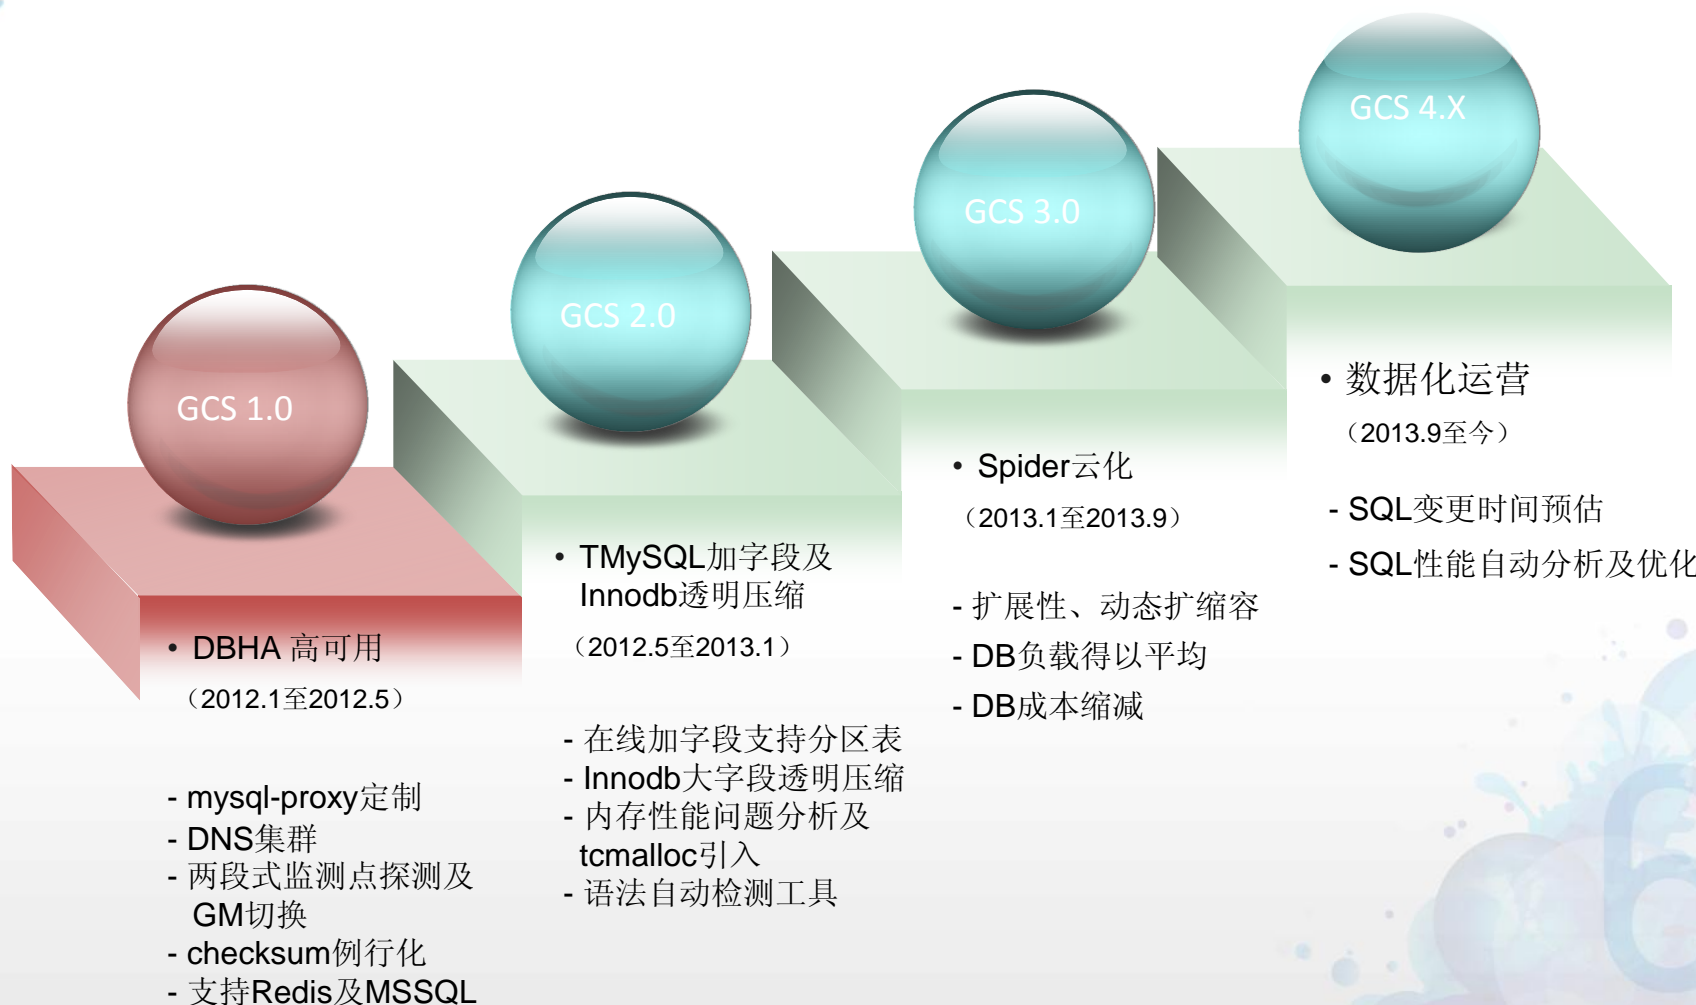 GCS 1.0
• DBHA 高可用
（2012.1至2012.5）
- mysql-proxy定制
- DNS集群
- 两段式监测点探测及
GM切换
- checksum例行化
- 支持Redis及MSSQL
GCS 2.0
• TMySQL加字段及
Innodb透明压缩
（2012.5至2013.1）
- 在线加字段支持分区表
- Innodb大字段透明压缩
- 内存性能问题分析及
tcmalloc引入
- 语法自动检测工具
GCS 3.0
• Spider云化
（2013.1至2013.9）
- 扩展性、动态扩缩容
- DB负载得以平均
- DB成本缩减
GCS 4.X
• 数据化运营
（2013.9至今）
- SQL变更时间预估
- SQL性能自动分析及优化